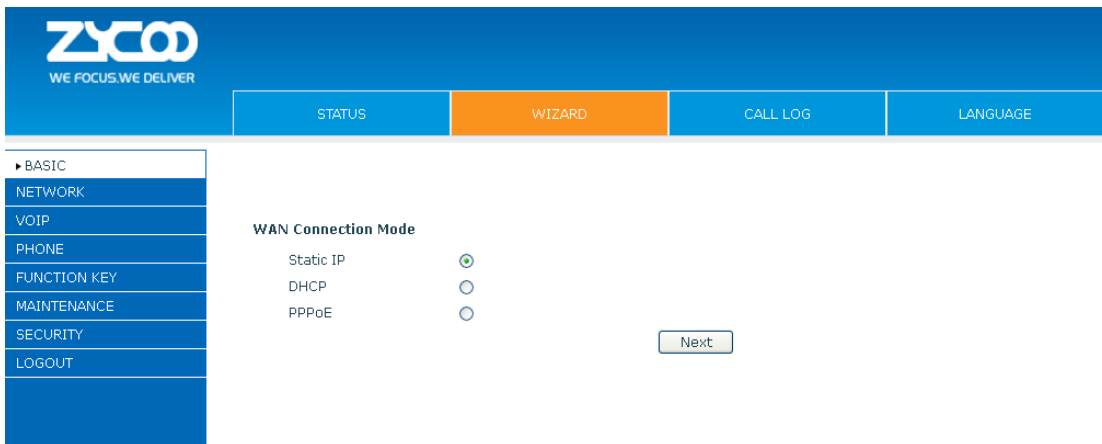 ZYCOO
WE FOCUS.WE DELIVER
STATUS WIZARD CALL LOG LANGUAGE
BASIC
NETWORK
VOIP
PHONE
FUNCTION KEY
MAINTENANCE
SECURITY
LOGOUT
WAN Connection Mode
Static IP
DHCP
PPPoE
Next